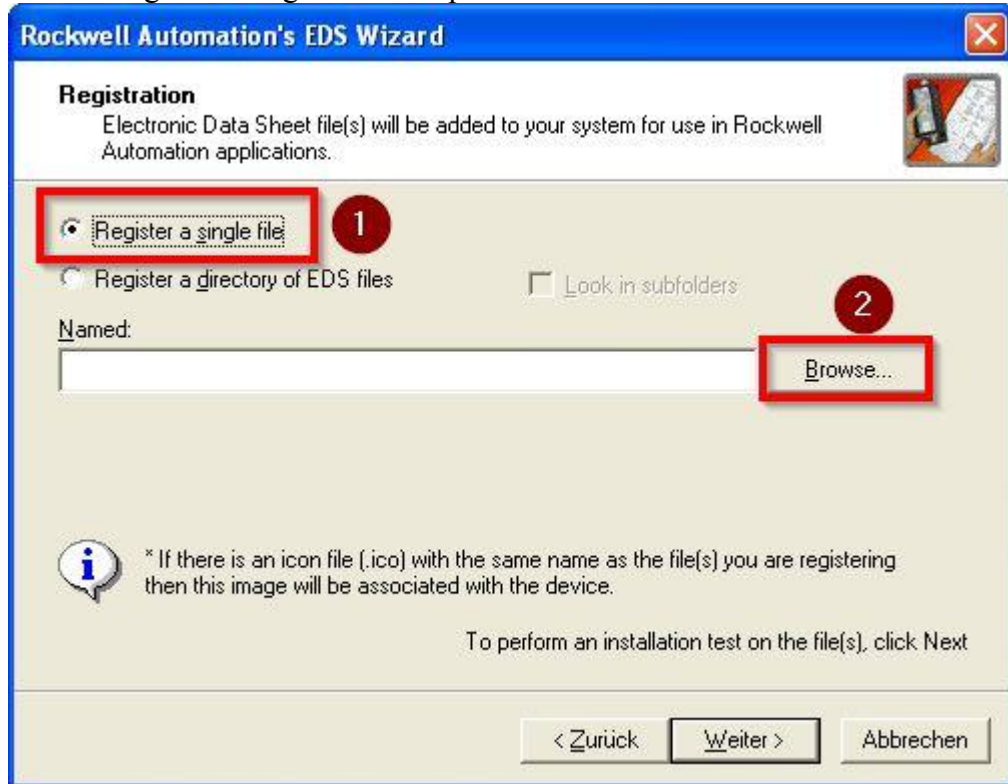 Rockwell Automation's EDS Wizard
Registration
Electronic Data Sheet file(s) will be added to your system for use in Rockwell
Automation applications.
Register a single file
1
Register a directory of EDS files
Look in subfolders
2
Named:
Browse...
* If there is an icon file (.ico) with the same name as the file(s) you are registering
then this image will be associated with the device.
To perform an installation test on the file(s), click Next
< Zurück
Weiter >
Abbrechen